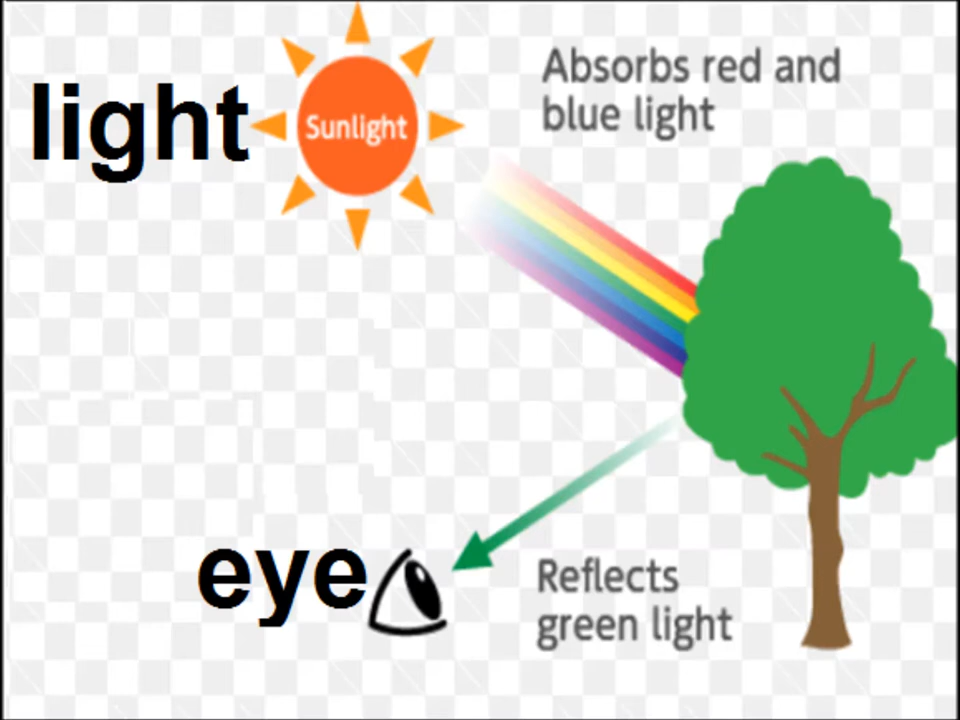 light
Sunlight
Absorbs red and
blue light
eye
Reflects
green light